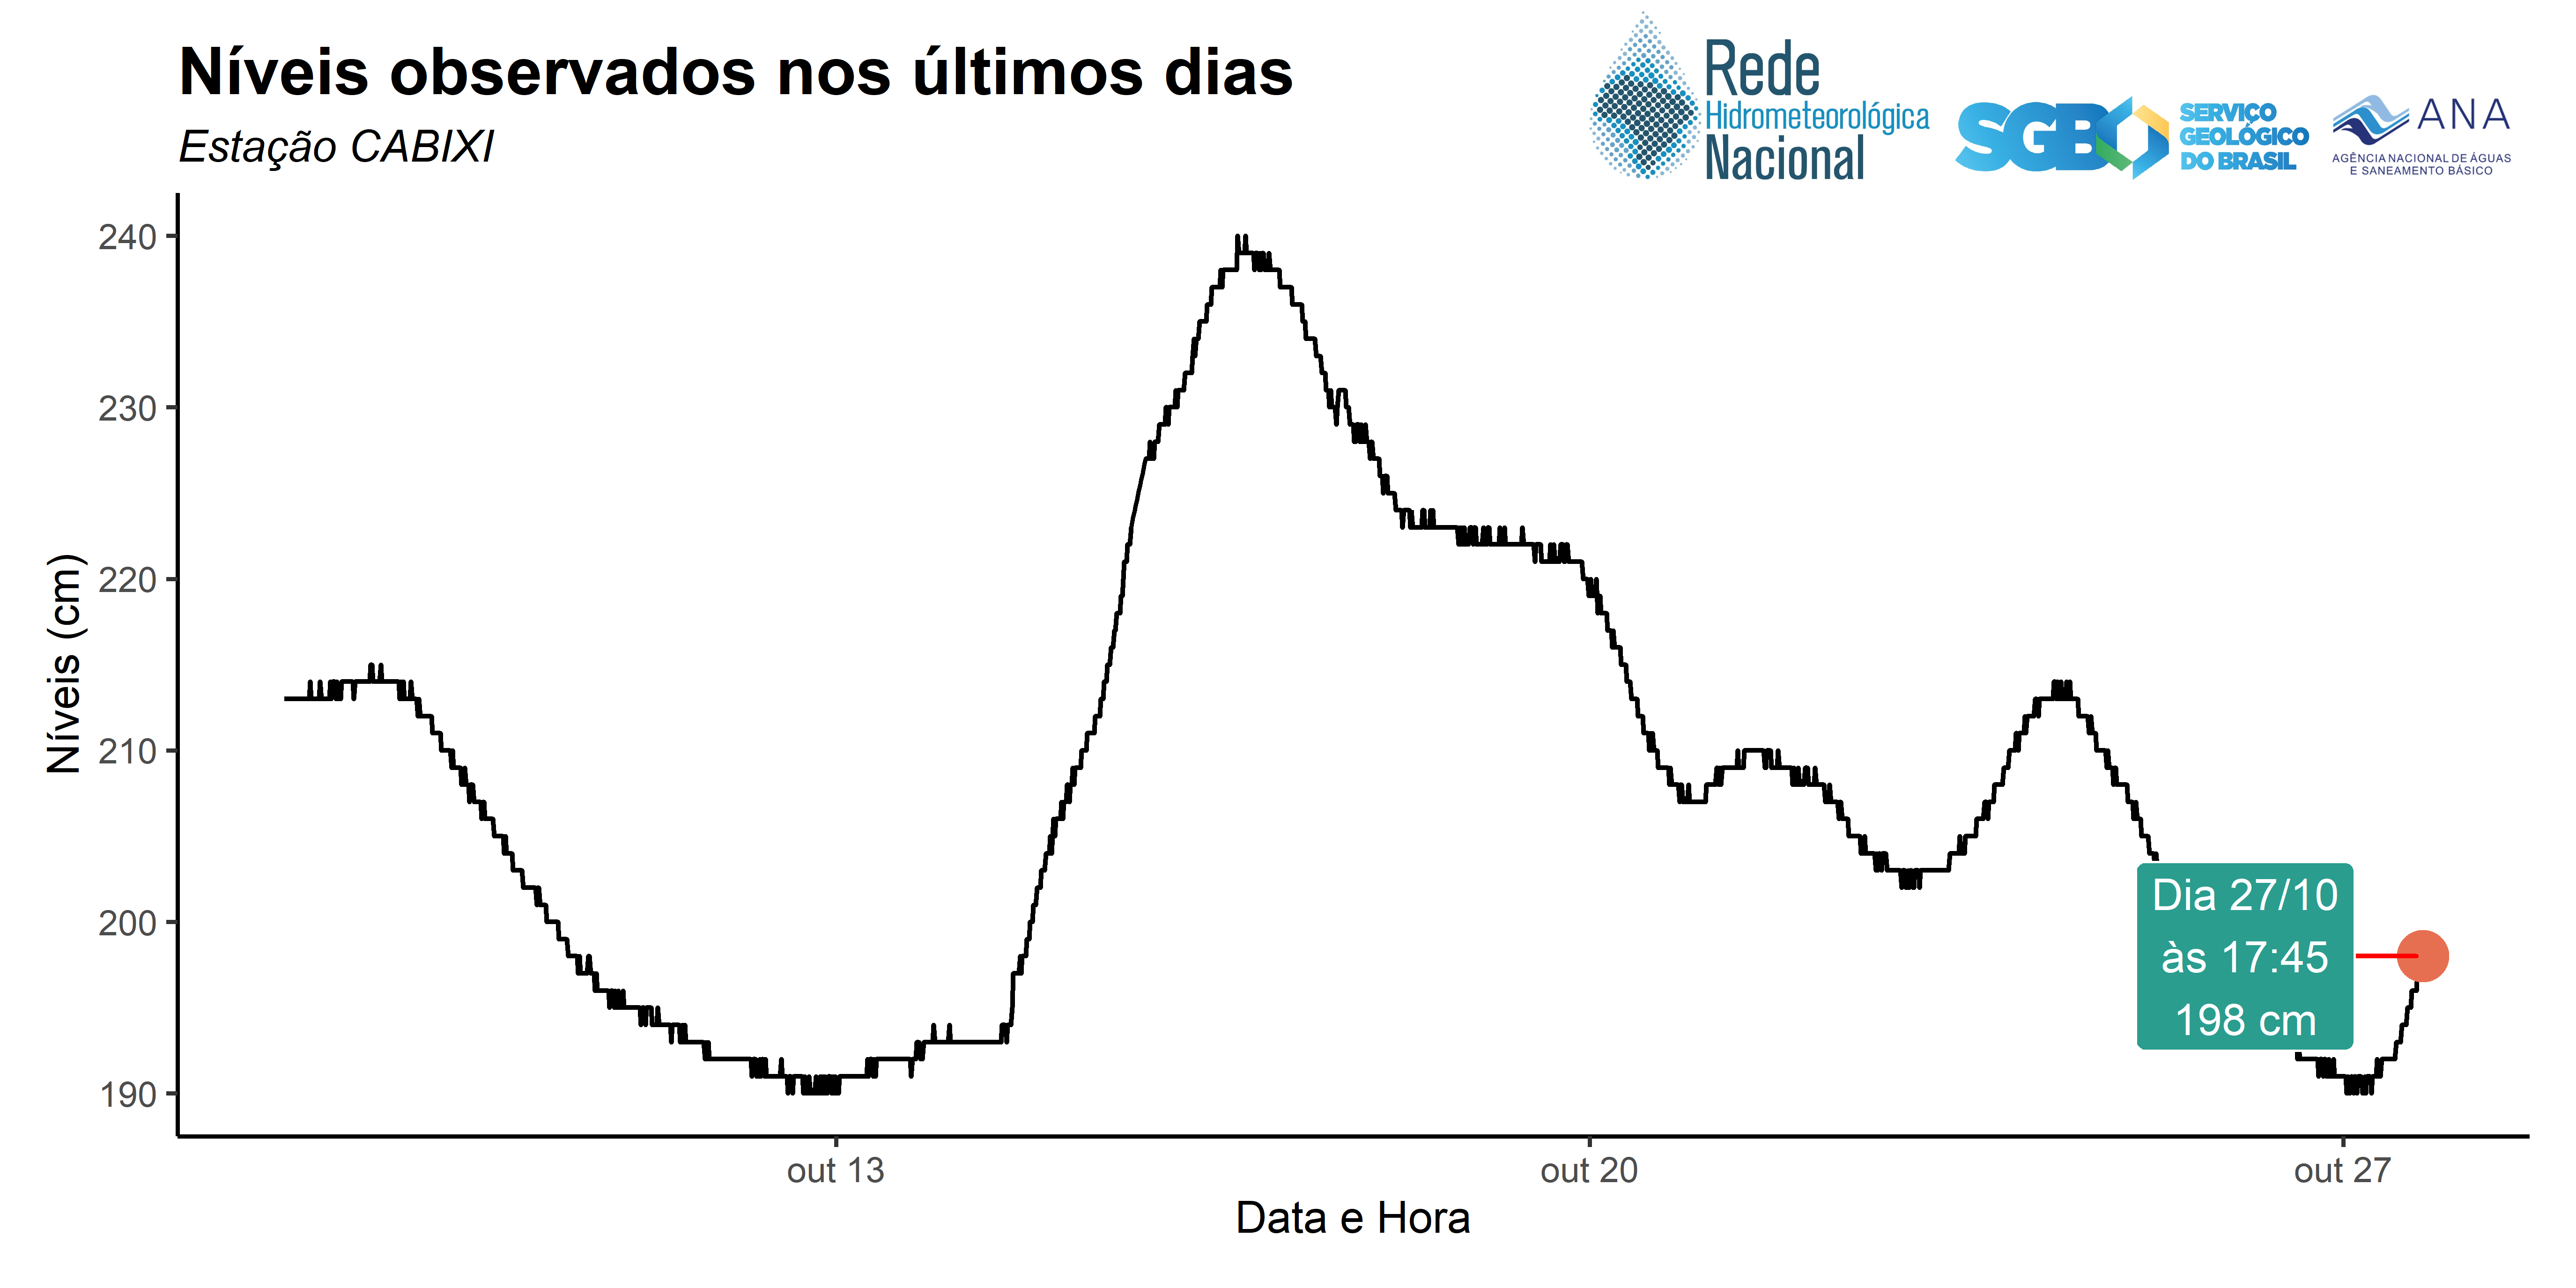 Níveis observados nos últimos dias
Estação CABIXI
Rede
Hidrometeorológica
Nacional
SGB
SERVIÇO
GEOLÓGICO
DO BRASIL
ANA
AGÊNCIA NACIONAL DE ÁGUAS
E SANEAMENTO BÁSICO
Níveis (cm)
240
230
220
210
200
190
Dia 27/10
às 17:45
198 cm
out 13
out 20
out 27
Data e Hora